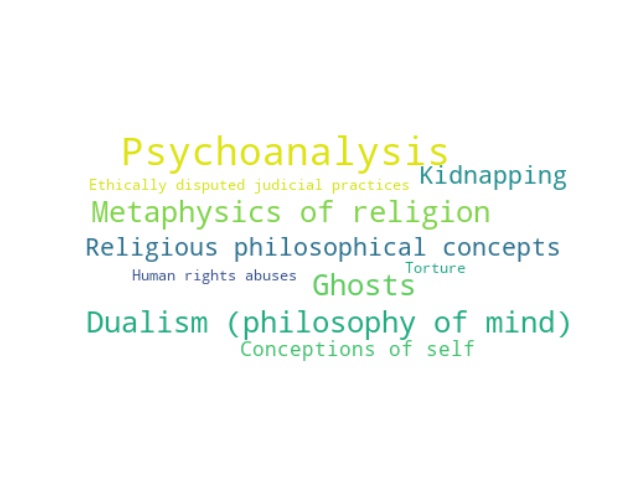 Psychoanalysis
Kidnapping
Ethically disputed judicial practices
Metaphysics of religion
Religious philosophical concepts
Torture
Human rights abuses
Ghosts
Dualism (philosophy of mind)
Conceptions of self